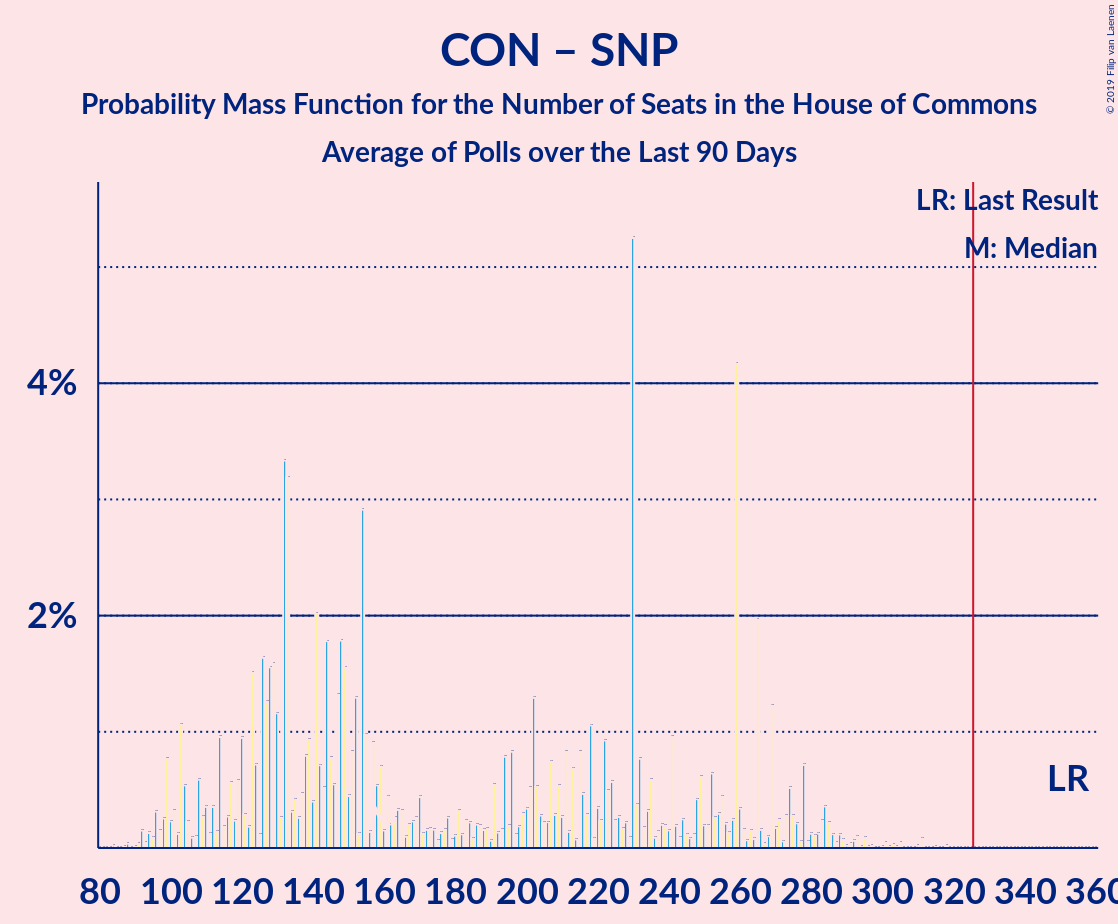 CON – SNP
Probability Mass Function for the Number of Seats in the House of Commons
Average of Polls over the Last 90 Days
© 2019 Filip van Laenen
LR: Last Result
M: Median
4%
2%
LR
80 100 120 140 160 180 200 220 240 260 280 300 320 340 360